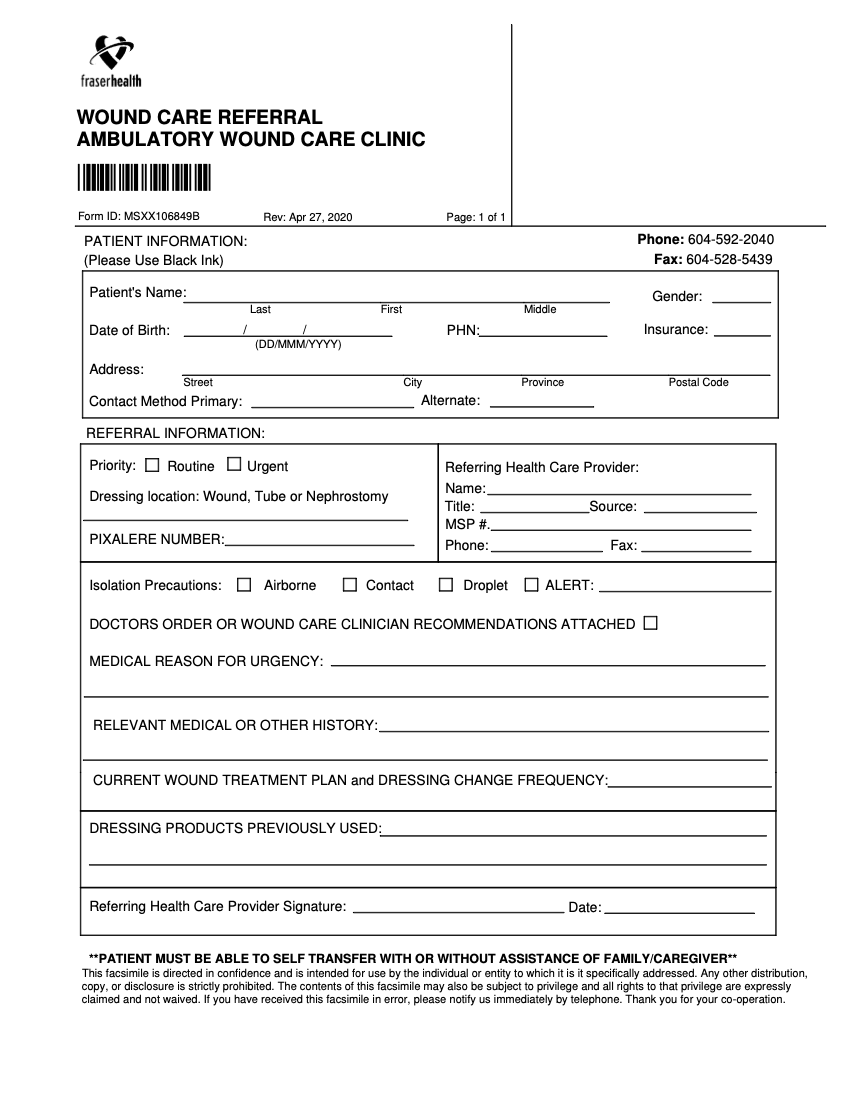 fraserhealth
WOUND CARE REFERRAL
AMBULATORY WOUND CARE CLINIC
Form ID: MSXX106849B Rev: Apr 27, 2020 Page: 1 of 1
PATIENT INFORMATION: Phone: 604-592-2040
(Please Use Black Ink) Fax: 604-528-5439
Patient's Name: Gender:
Last First Middle
Date of Birth: / / PHN: Insurance:
(DD/MMM/YYYY)
Address:
Street City Province Postal Code
Contact Method Primary: Alternate:
REFERRAL INFORMATION:
Priority: Routine Urgent
Dressing location: Wound, Tube or Nephrostomy
PIXALERE NUMBER:
Referring Health Care Provider:
Name:
Title: Source:
MSP #.
Phone: Fax:
Isolation Precautions: Airborne Contact Droplet ALERT:
DOCTORS ORDER OR WOUND CARE CLINICIAN RECOMMENDATIONS ATTACHED
MEDICAL REASON FOR URGENCY:
RELEVANT MEDICAL OR OTHER HISTORY:
CURRENT WOUND TREATMENT PLAN and DRESSING CHANGE FREQUENCY:
DRESSING PRODUCTS PREVIOUSLY USED:
Referring Health Care Provider Signature: Date:
**PATIENT MUST BE ABLE TO SELF TRANSFER WITH OR WITHOUT ASSISTANCE OF FAMILY/CAREGIVER**
This facsimile is directed in confidence and is intended for use by the individual or entity to which it is it specifically addressed. Any other distribution,
copy, or disclosure is strictly prohibited. The contents of this facsimile may also be subject to privilege and all rights to that privilege are expressly
claimed and not waived. If you have received this facsimile in error, please notify us immediately by telephone. Thank you for your co-operation.